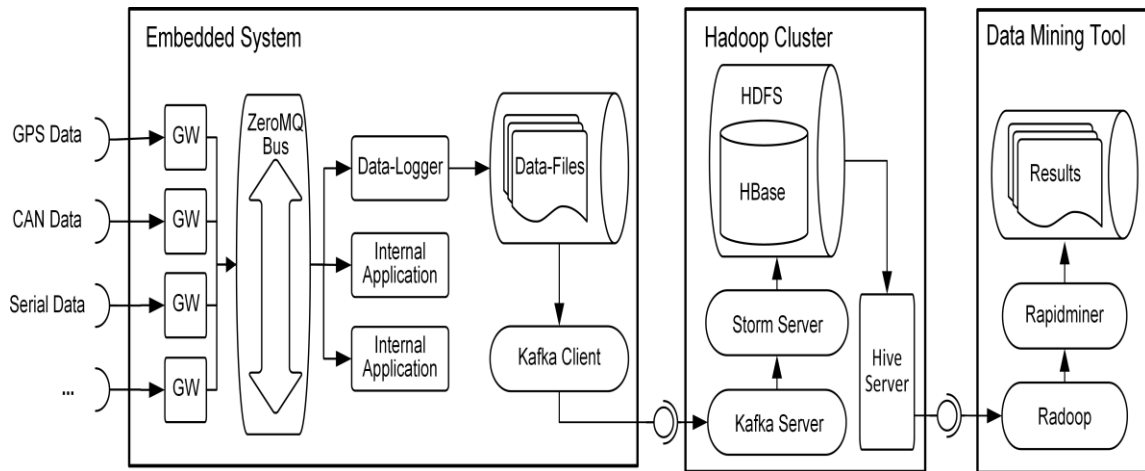 Embedded System
GPS Data
CAN Data
Serial Data
...
GW
GW
GW
GW
ZeroMQ
Bus
Data-Logger
Internal
Application
Internal
Application
Data-Files
Kafka Client
Hadoop Cluster
HDFS
HBase
Storm Server
Kafka Server
Hive
Server
Data Mining Tool
Results
Rapidminer
Radoop